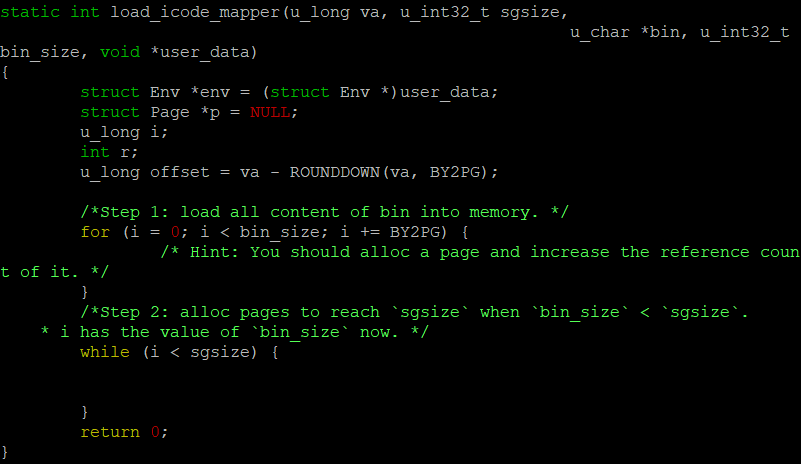 static int load_icode_mapper(u_long va, u_int32_t sgsize,
u_char *bin, u_int32_t
bin_size, void *user_data)
{
struct Env *env = (struct Env *)user_data;
struct Page *p = NULL;
u_long i;
int r;
u_long offset = va - ROUNDDOWN(va, BY2PG);
/*Step 1: load all content of bin into memory. */
for (i = 0; i < bin_size; i += BY2PG) {
/* Hint: You should alloc a page and increase the reference coun
t of it. */
}
/*Step 2: alloc pages to reach `sgsize` when `bin_size` < `sgsize`.
* i has the value of `bin_size` now. */
while (i < sgsize) {
}
return 0;
}